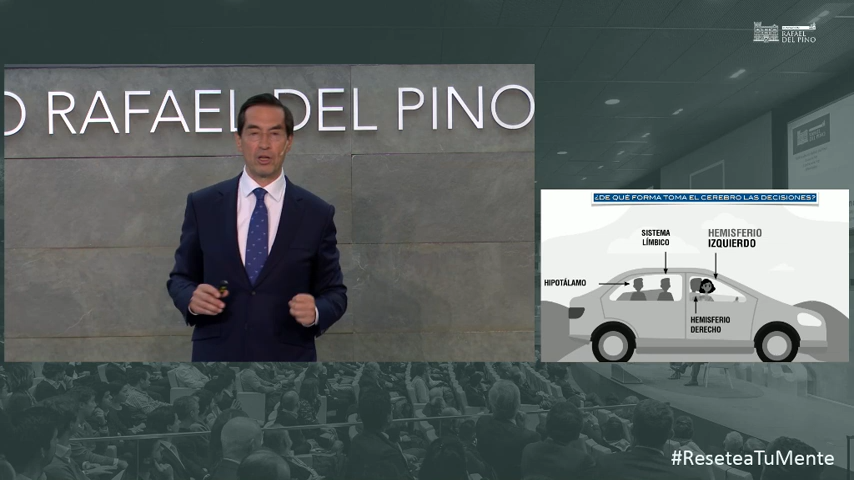 RAFAEL
DEL PINO
O RAFAEL DEL PINO
¿DE QUÉ FORMA TOMA EL CEREBRO LAS DECISIONES?
SISTEMA
LÍMBICO
HEMISFERIO
IZQUIERDO
HIPOTÁLAMO
HEMISFERIO
DERECHO
#ReseteaTuMente